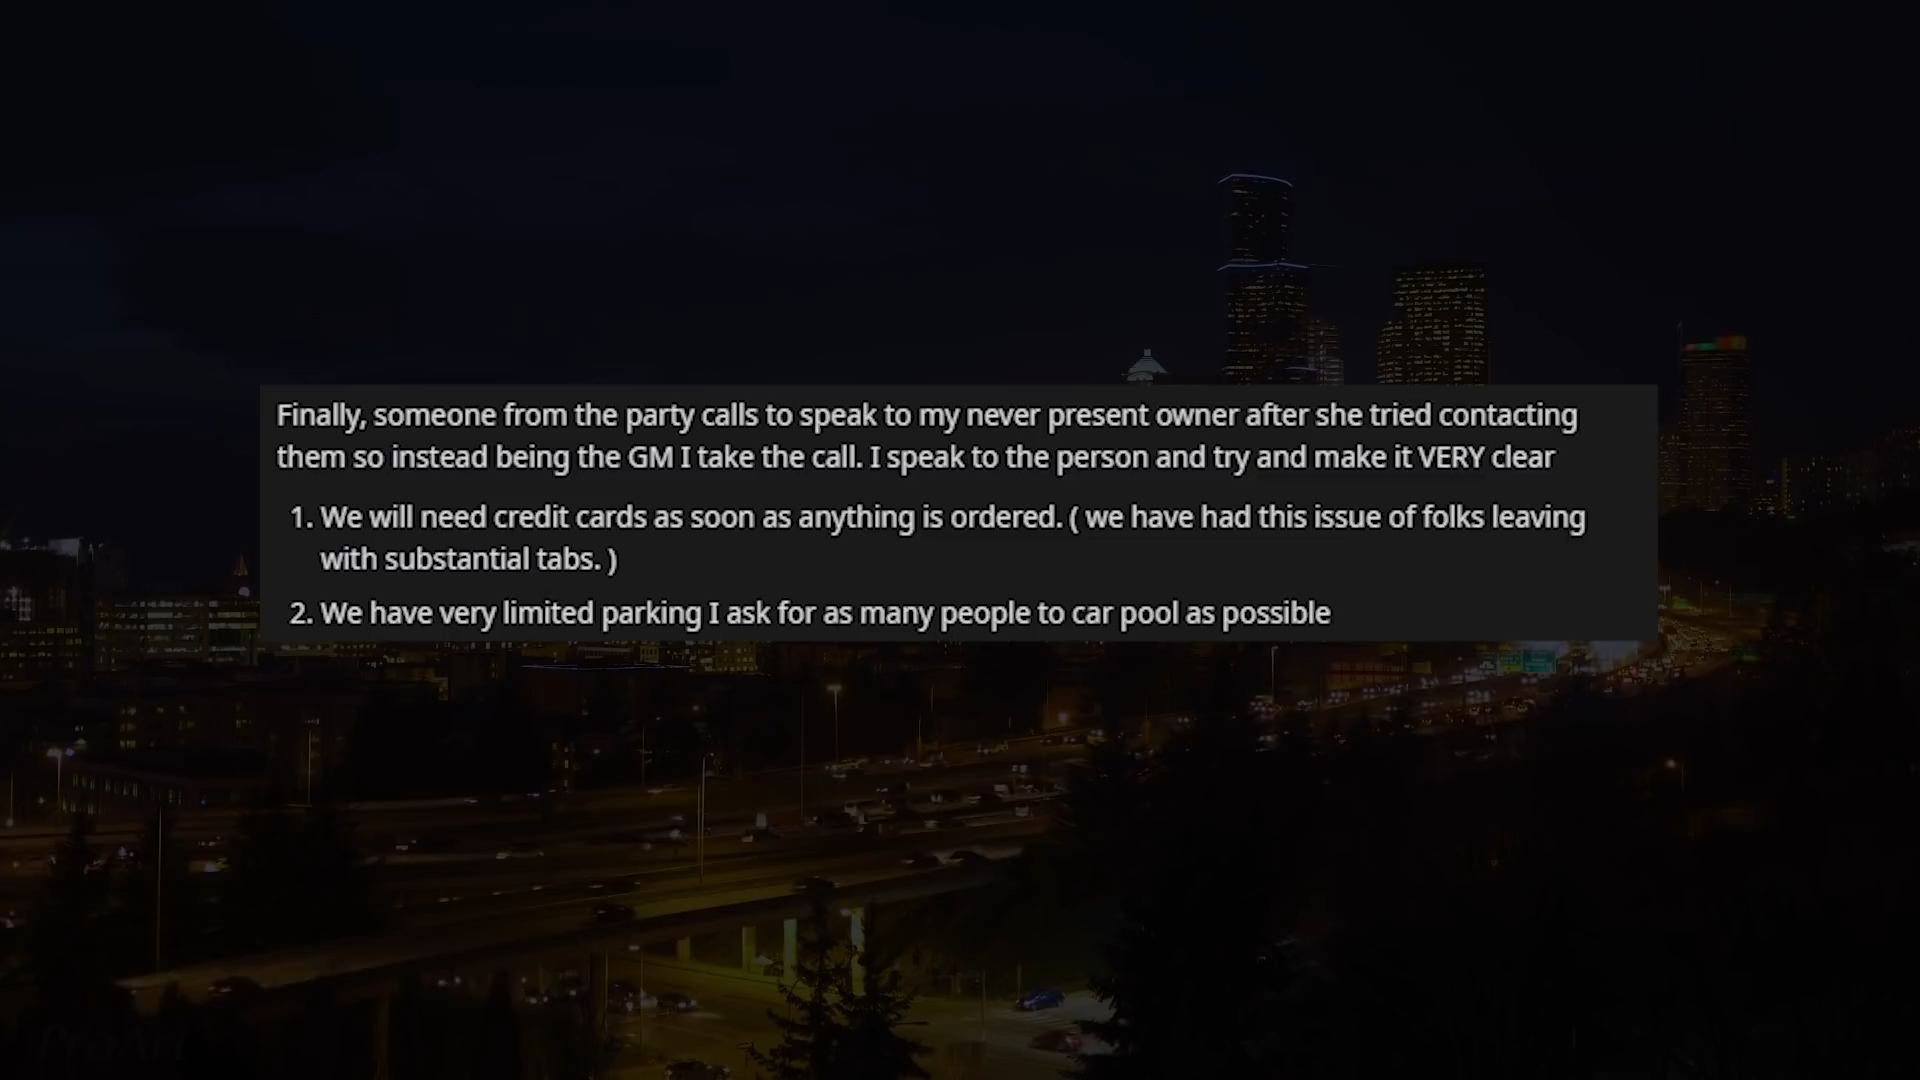 Finally, someone from the party calls to speak to my never present owner after she tried contacting
them so instead being the GM I take the call. I speak to the person and try and make it VERY clear
1. We will need credit cards as soon as anything is ordered. ( we have had this issue of folks leaving
with substantial tabs. )
2. We have very limited parking I ask for as many people to car pool as possible